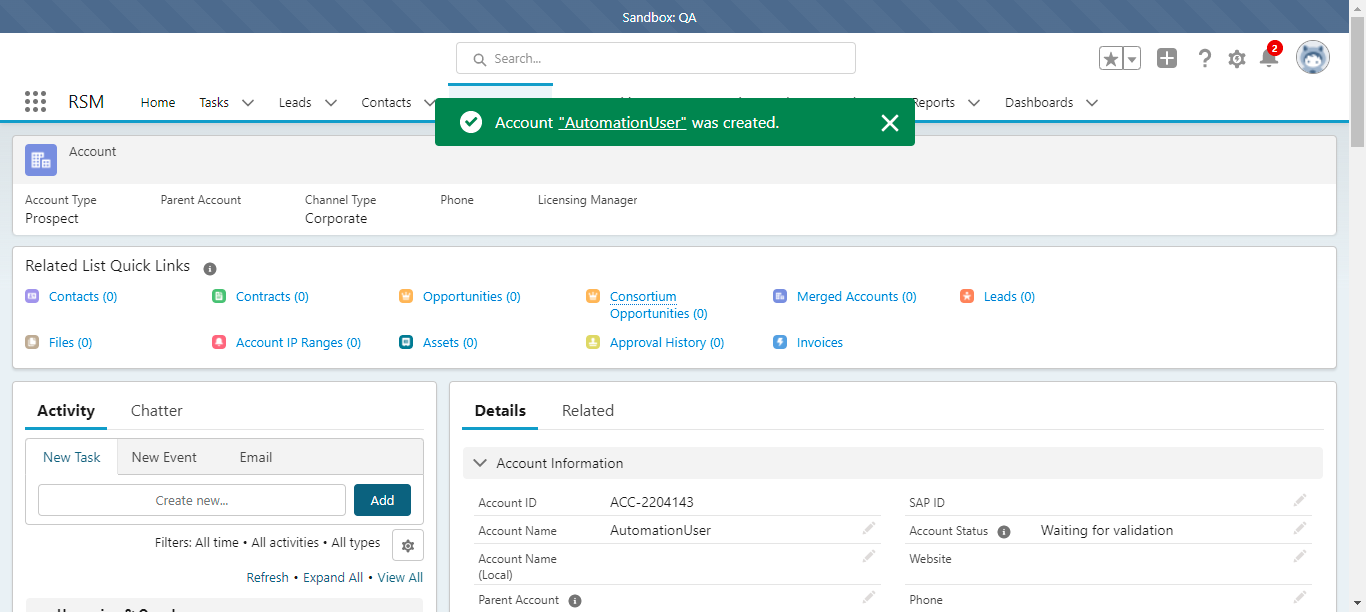 Sandbox: QA
Search...
2
RSM
Home
Tasks
Leads
Contacts
Reports
Dashboards
Account "AutomationUser" was created.
Account
Account Type
Prospect
Parent Account
Channel Type
Corporate
Phone
Licensing Manager
Related List Quick Links
Contacts (0)
Contracts (0)
Opportunities (0)
Consortium
Opportunities (0)
Merged Accounts (0)
Leads (0)
Files (0)
Account IP Ranges (0)
Assets (0)
Approval History (0)
Invoices
Activity
Chatter
New Task
New Event
Email
Create new...
Add
Filters: All time • All activities • All types
Refresh • Expand All • View All
Details
Related
Account Information
Account ID
ACC-2204143
SAP ID
Account Name
AutomationUser
Account Status
Waiting for validation
Account Name
(Local)
Website
Parent Account
Phone